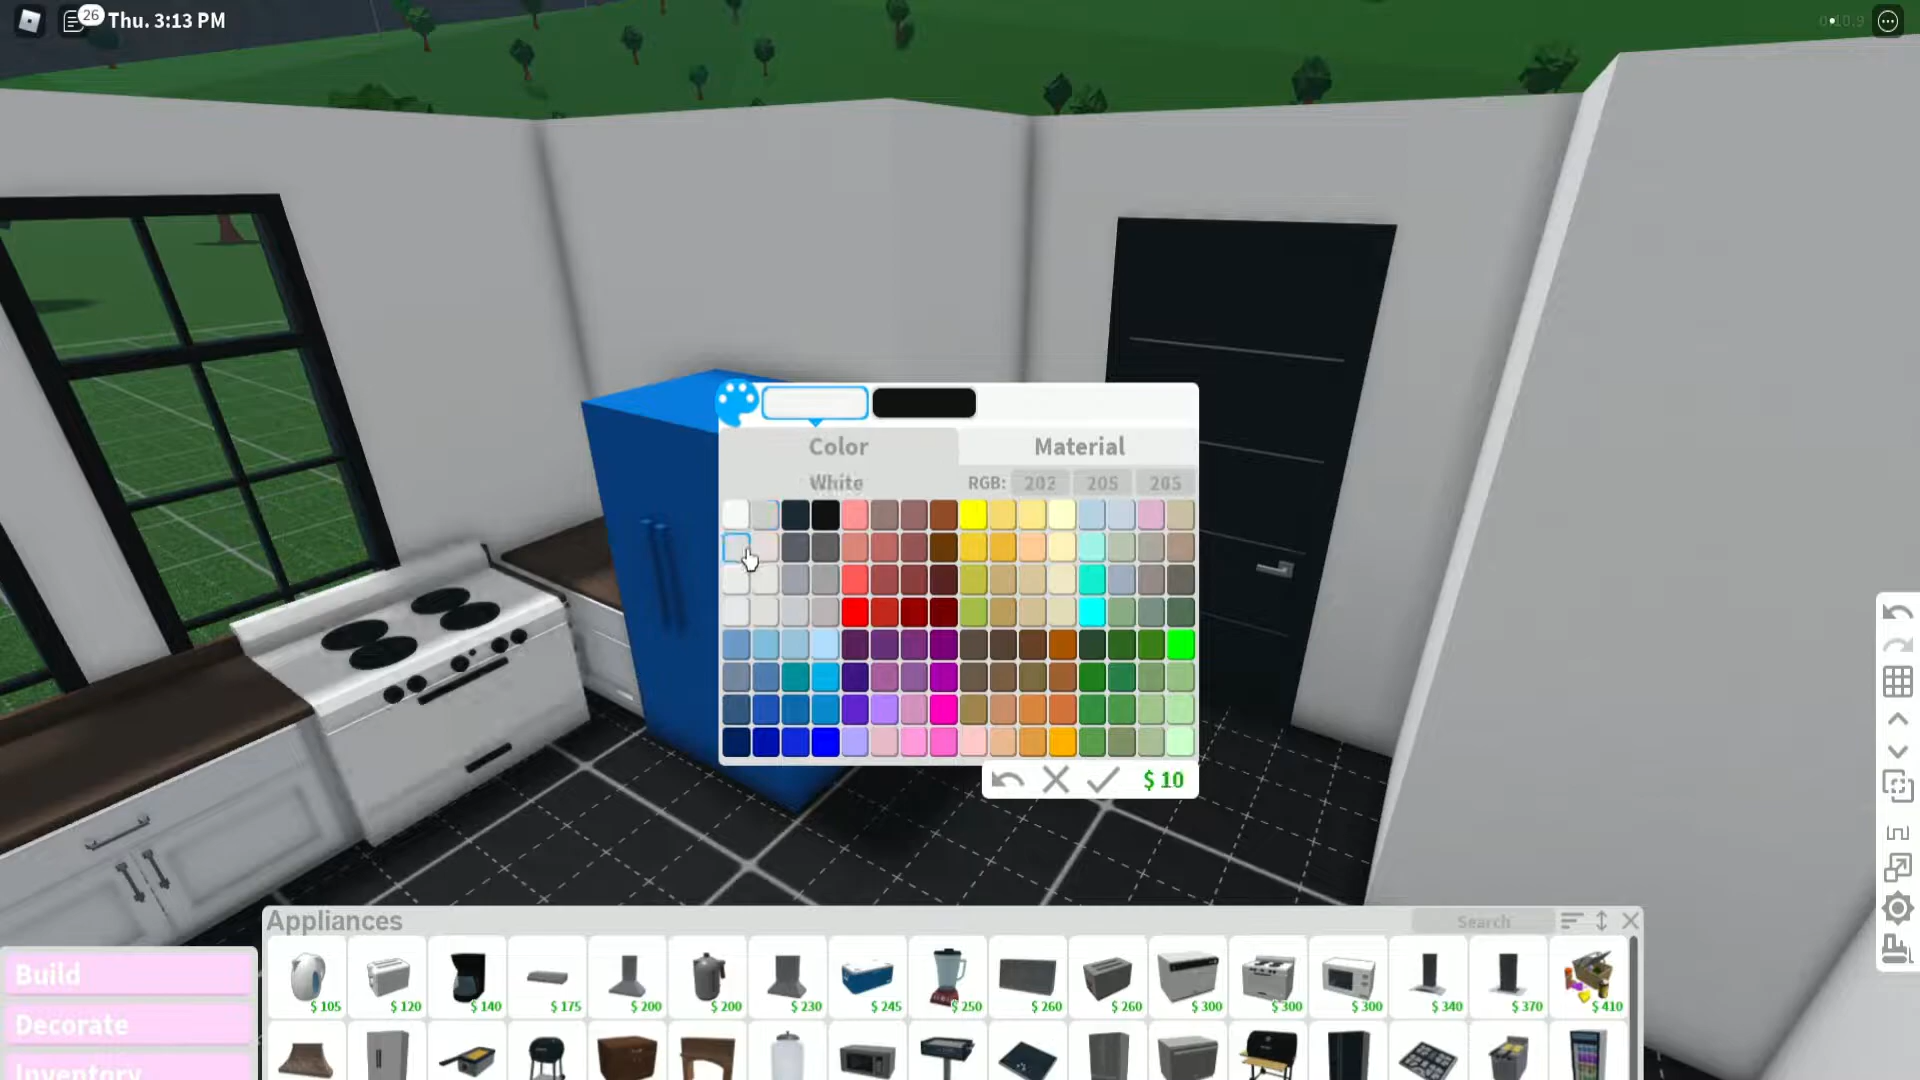 26
Thu. 3:13 PM
Color
Material
White
RGB: 202 205 205
$ 10
Appliances
Search
Build
$ 105
$ 120
$ 140
$ 175
$ 200
$ 200
$ 230
$ 245
$ 250
$ 260
$ 260
$ 300
$ 300
$ 300
$ 340
$ 370
$ 410
Decorate
Inventory